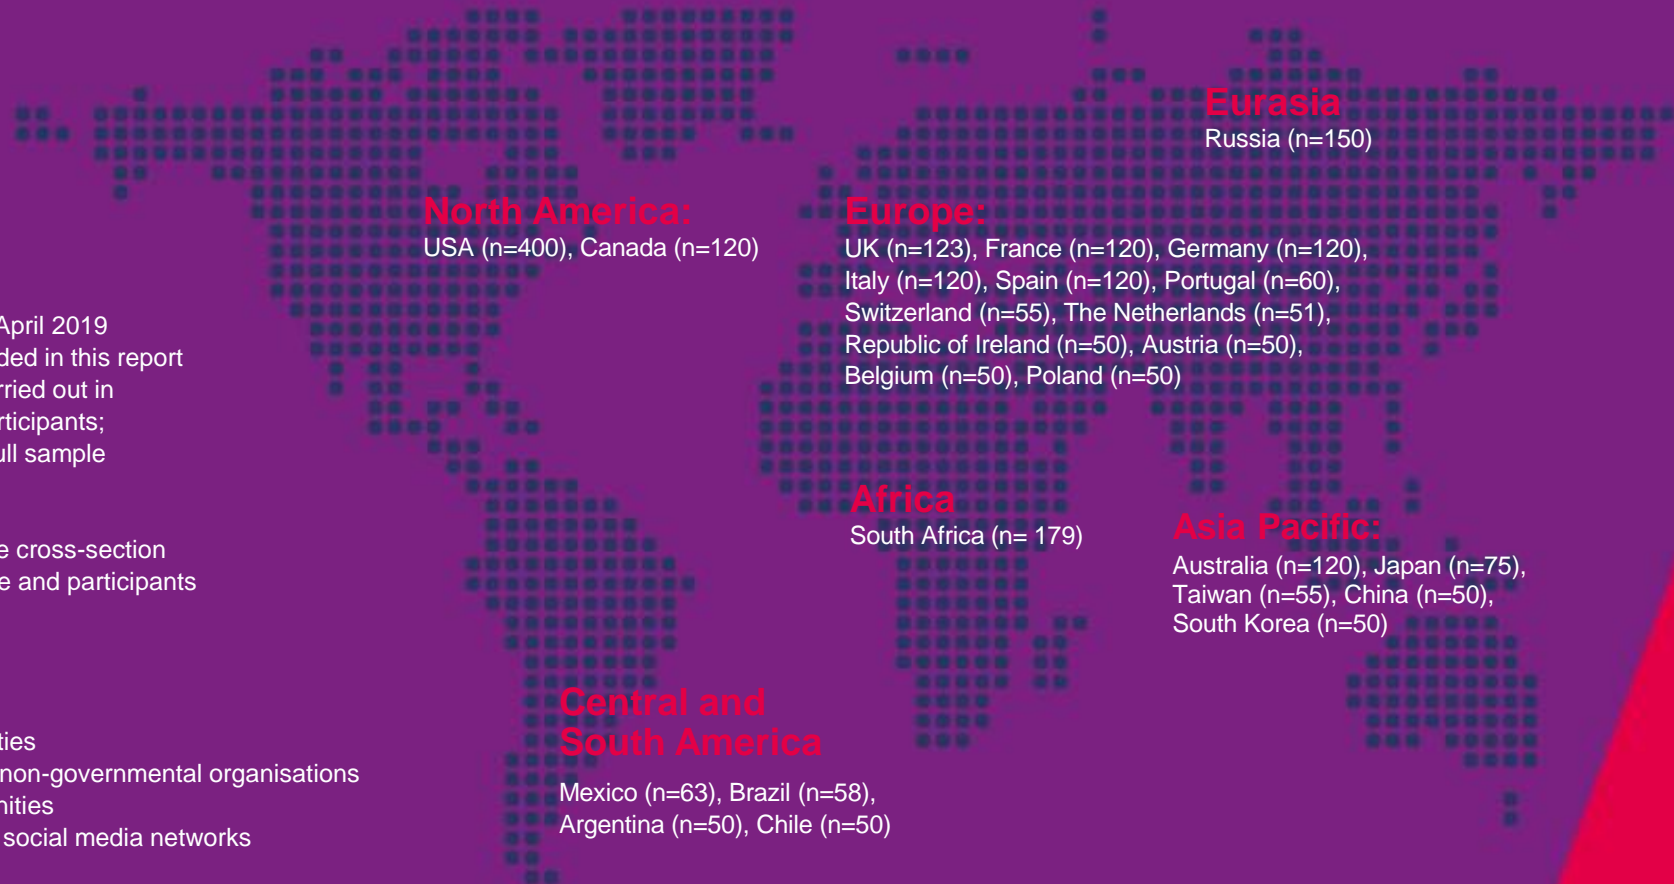 April 2019
ded in this report
rried out in
rticipants;
ull sample
e cross-section
e and participants
ties
non-governmental organisations
nities
social media networks
North America:
USA (n=400), Canada (n=120)
Europe:
UK (n=123), France (n=120), Germany (n=120),
Italy (n=120), Spain (n=120), Portugal (n=60),
Switzerland (n=55), The Netherlands (n=51),
Republic of Ireland (n=50), Austria (n=50),
Belgium (n=50), Poland (n=50)
Eurasia
Russia (n=150)
Africa
South Africa (n= 179)
Asia Pacific:
Australia (n=120), Japan (n=75),
Taiwan (n=55), China (n=50),
South Korea (n=50)
Central and
South America
Mexico (n=63), Brazil (n=58),
Argentina (n=50), Chile (n=50)